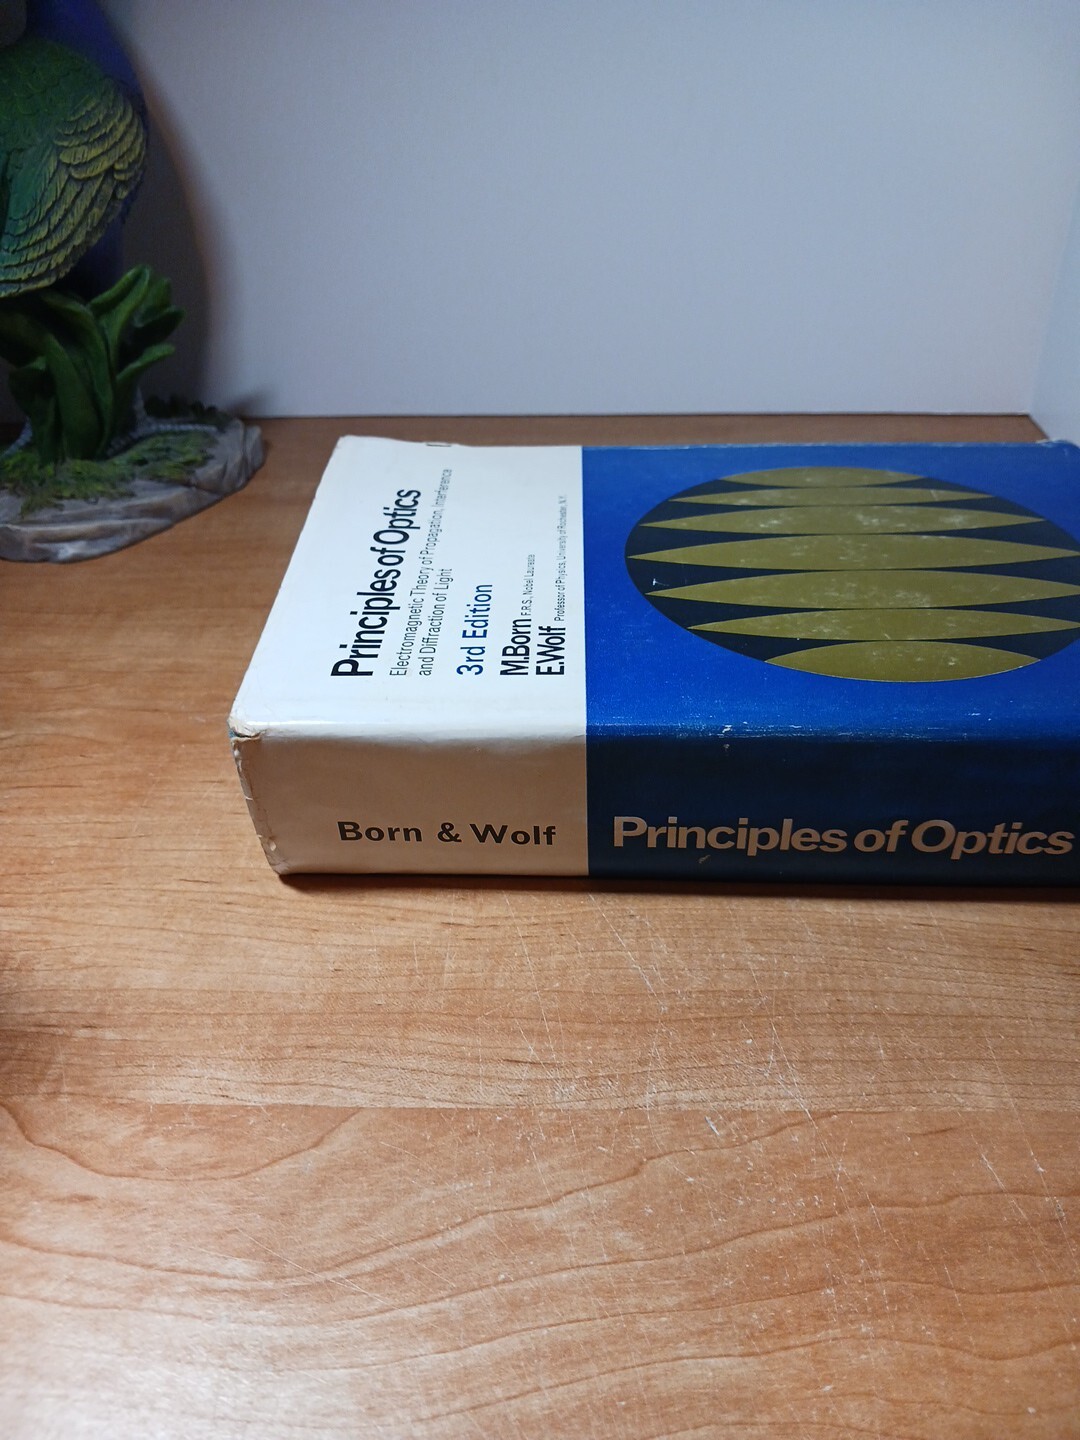 Principles of Optics
Electromagnetic Theory of Propagation, Interference
and Diffraction of Light
3rd Edition
M.Born F.R.S., Nobel Laureate
E.Wolf Professor of Physics, University of Rochester, N.Y.
Born & Wolf
Principles of Optics